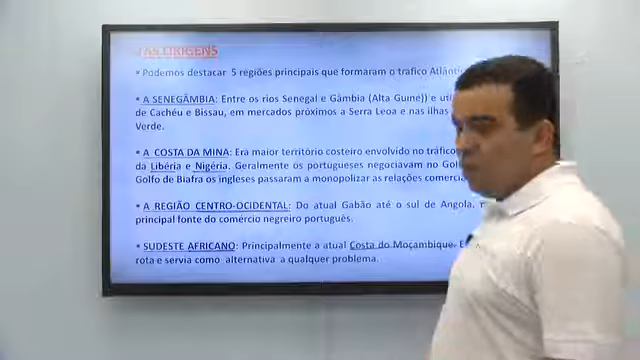 AS ORIGENS
Podemos destacar 5 regiões principais que formaram o trafico Atlânti
A SENEGÂMBIA: Entre os rios Senegal e Gâmbia (Alta Guiné)) e uti
de Cachéu e Bissau, em mercados próximos a Serra Leoa e nas ilhas
Verde.
A COSTA DA MINA: Era maior território costeiro envolvido no tráfico
da Libéria e Nigéria. Geralmente os portugueses negociavam no Gol
Golfo de Biafra os ingleses passaram a monopolizar as relações comercia
A REGIÃO CENTRO-OCIDENTAL: Do atual Gabão até o sul de Angola,
principal fonte do comércio negreiro português.
SUDESTE AFRICANO: Principalmente a atual Costa do Moçambique. E
rota e servia como alternativa a qualquer problema.